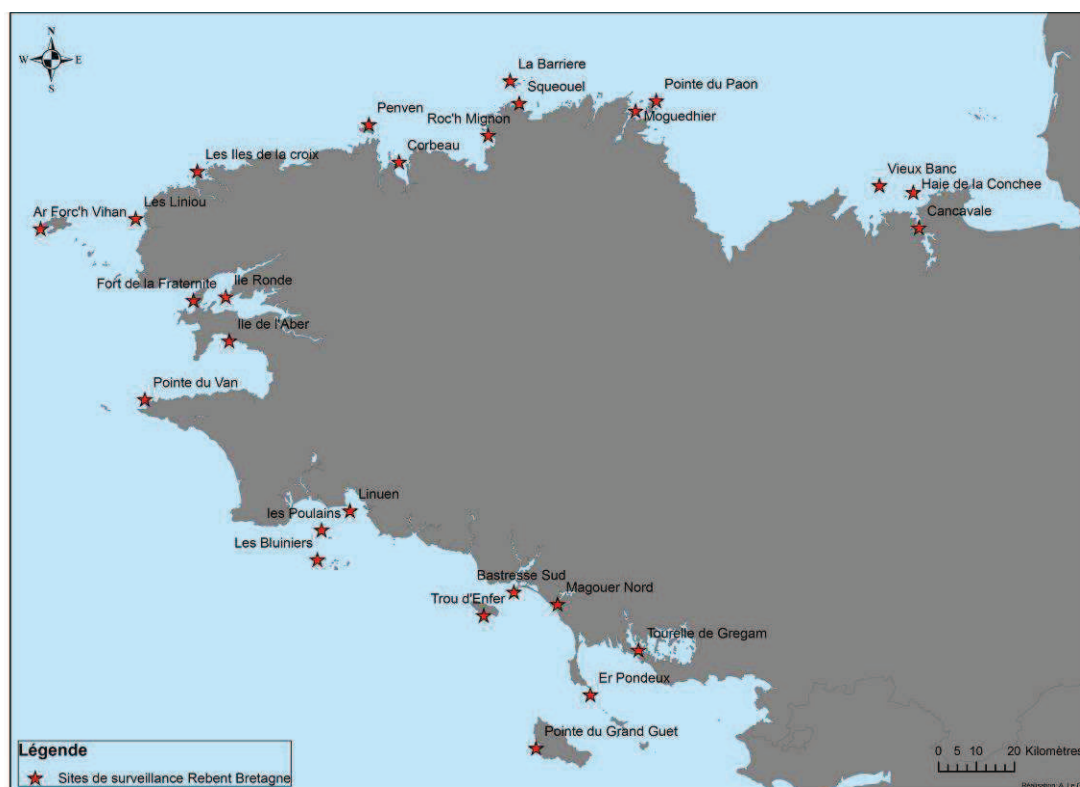 N
W E
S
La Barriere
Squeouel
Pointe du Paon
Penven
Roc'h Mignon
Moguedhier
Corbeau
Les Iles de la croix
Vieux Banc
Haie de la Conchee
Ar Forc'h Vihan
Les Liniou
Cancavale
Fort de la Fraternite
Ile Ronde
Ile de l'Aber
Pointe du Van
Linuen
les Poulains
Les Bluiniers
Bastresse Sud
Magouer Nord
Trou d'Enfer
Tourelle de Gregam
Er Pondeux
Pointe du Grand Guet
Légende
Sites de surveillance Rebent Bretagne
0 5 10 20 Kilomètres
Réalisation